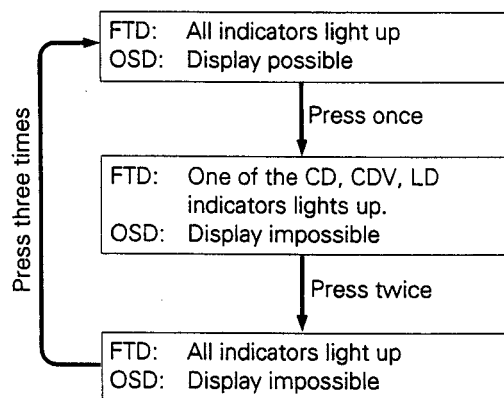 FTD: All indicators light up
OSD: Display possible
Press once
FTD: One of the CD, CDV, LD
indicators lights up.
OSD: Display impossible
Press twice
FTD: All indicators light up
OSD: Display impossible
Press three times